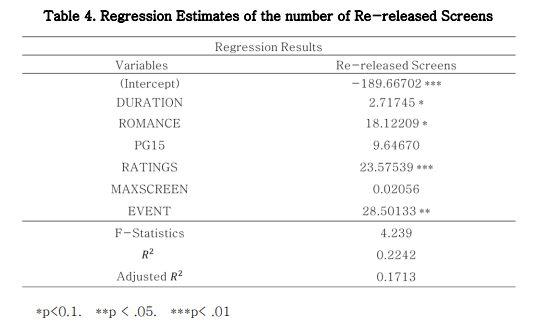 Table 4. Regression Estimates of the number of Re-released Screens
Regression Results
Variables Re-released Screens
(Intercept) -189.66702 ***
DURATION 2.71745 *
ROMANCE 18.12209 *
PG15 9.64670
RATINGS 23.57539 ***
MAXSCREEN 0.02056
EVENT 28.50133 **
F-Statistics 4.239
R² 0.2242
Adjusted R² 0.1713
*p<0.1. **p < .05. ***p< .01